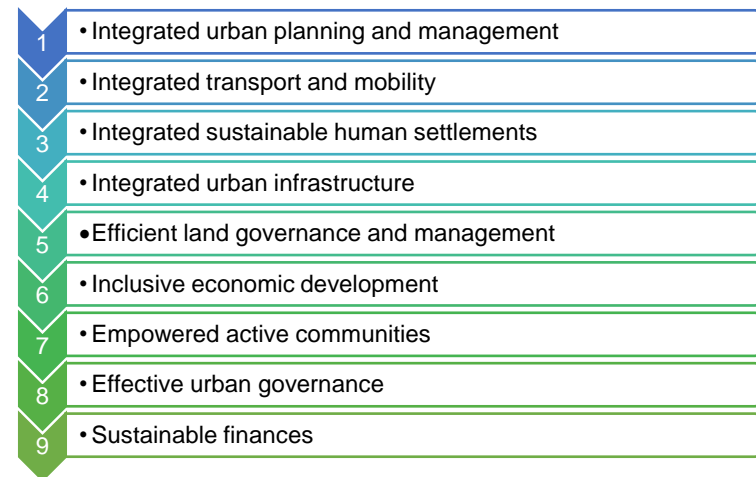 1 • Integrated urban planning and management
2 • Integrated transport and mobility
3 • Integrated sustainable human settlements
4 • Integrated urban infrastructure
5 • Efficient land governance and management
6 • Inclusive economic development
7 • Empowered active communities
8 • Effective urban governance
9 • Sustainable finances